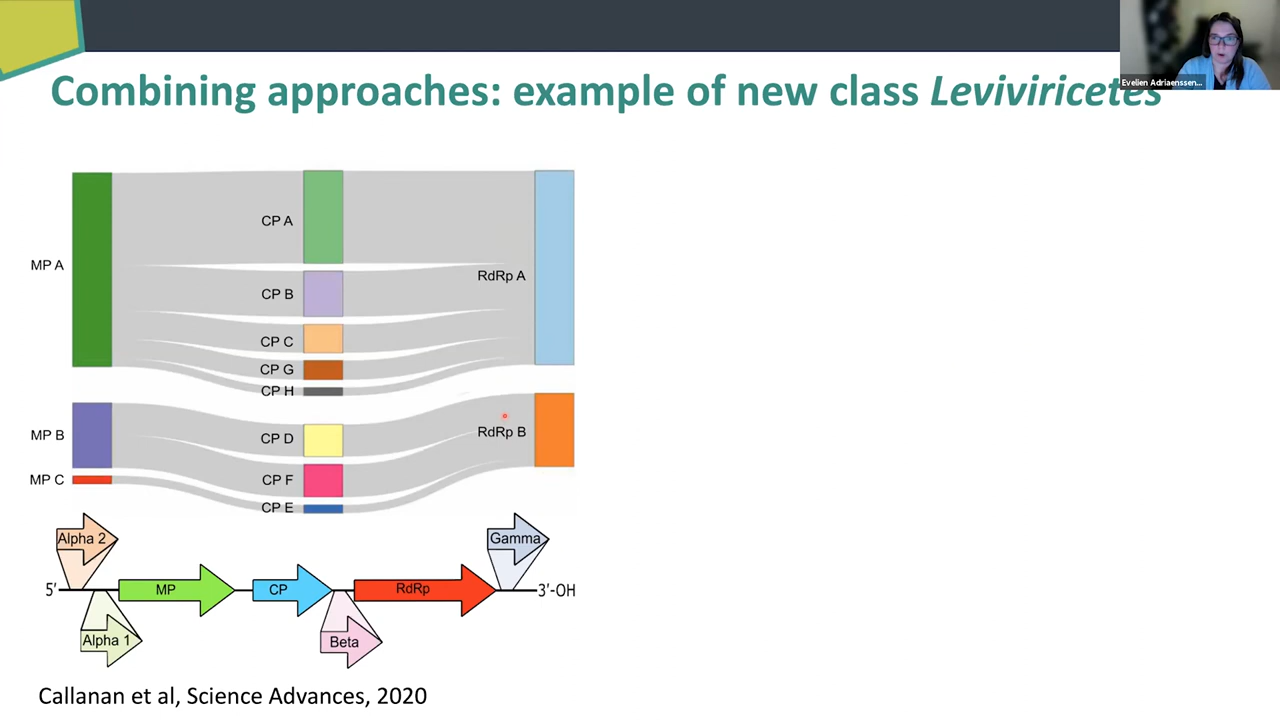 Evelien Adriaenssen...
Combining approaches: example of new class Leviviricetes
CP A
MP A
RdRp A
CP B
CP C
CP G
CP H
MP B
RdRp B
CP D
MP C
CP F
CP E
Alpha 2
Gamma
5'
MP
CP
RdRp
3'-OH
Alpha 1
Beta
Callanan et al, Science Advances, 2020